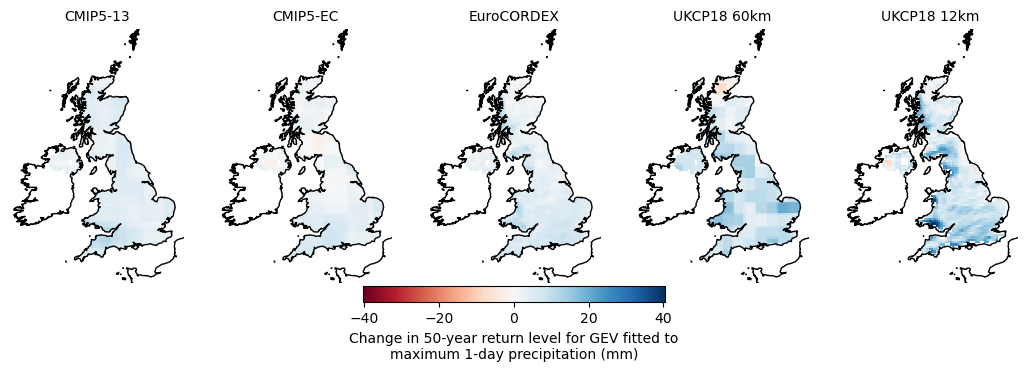 CMIP5-13 CMIP5-EC EuroCORDEX UKCP18 60km UKCP18 12km
−40 −20 0 20 40
Change in 50-year return level for GEV fitted to
maximum 1-day precipitation (mm)